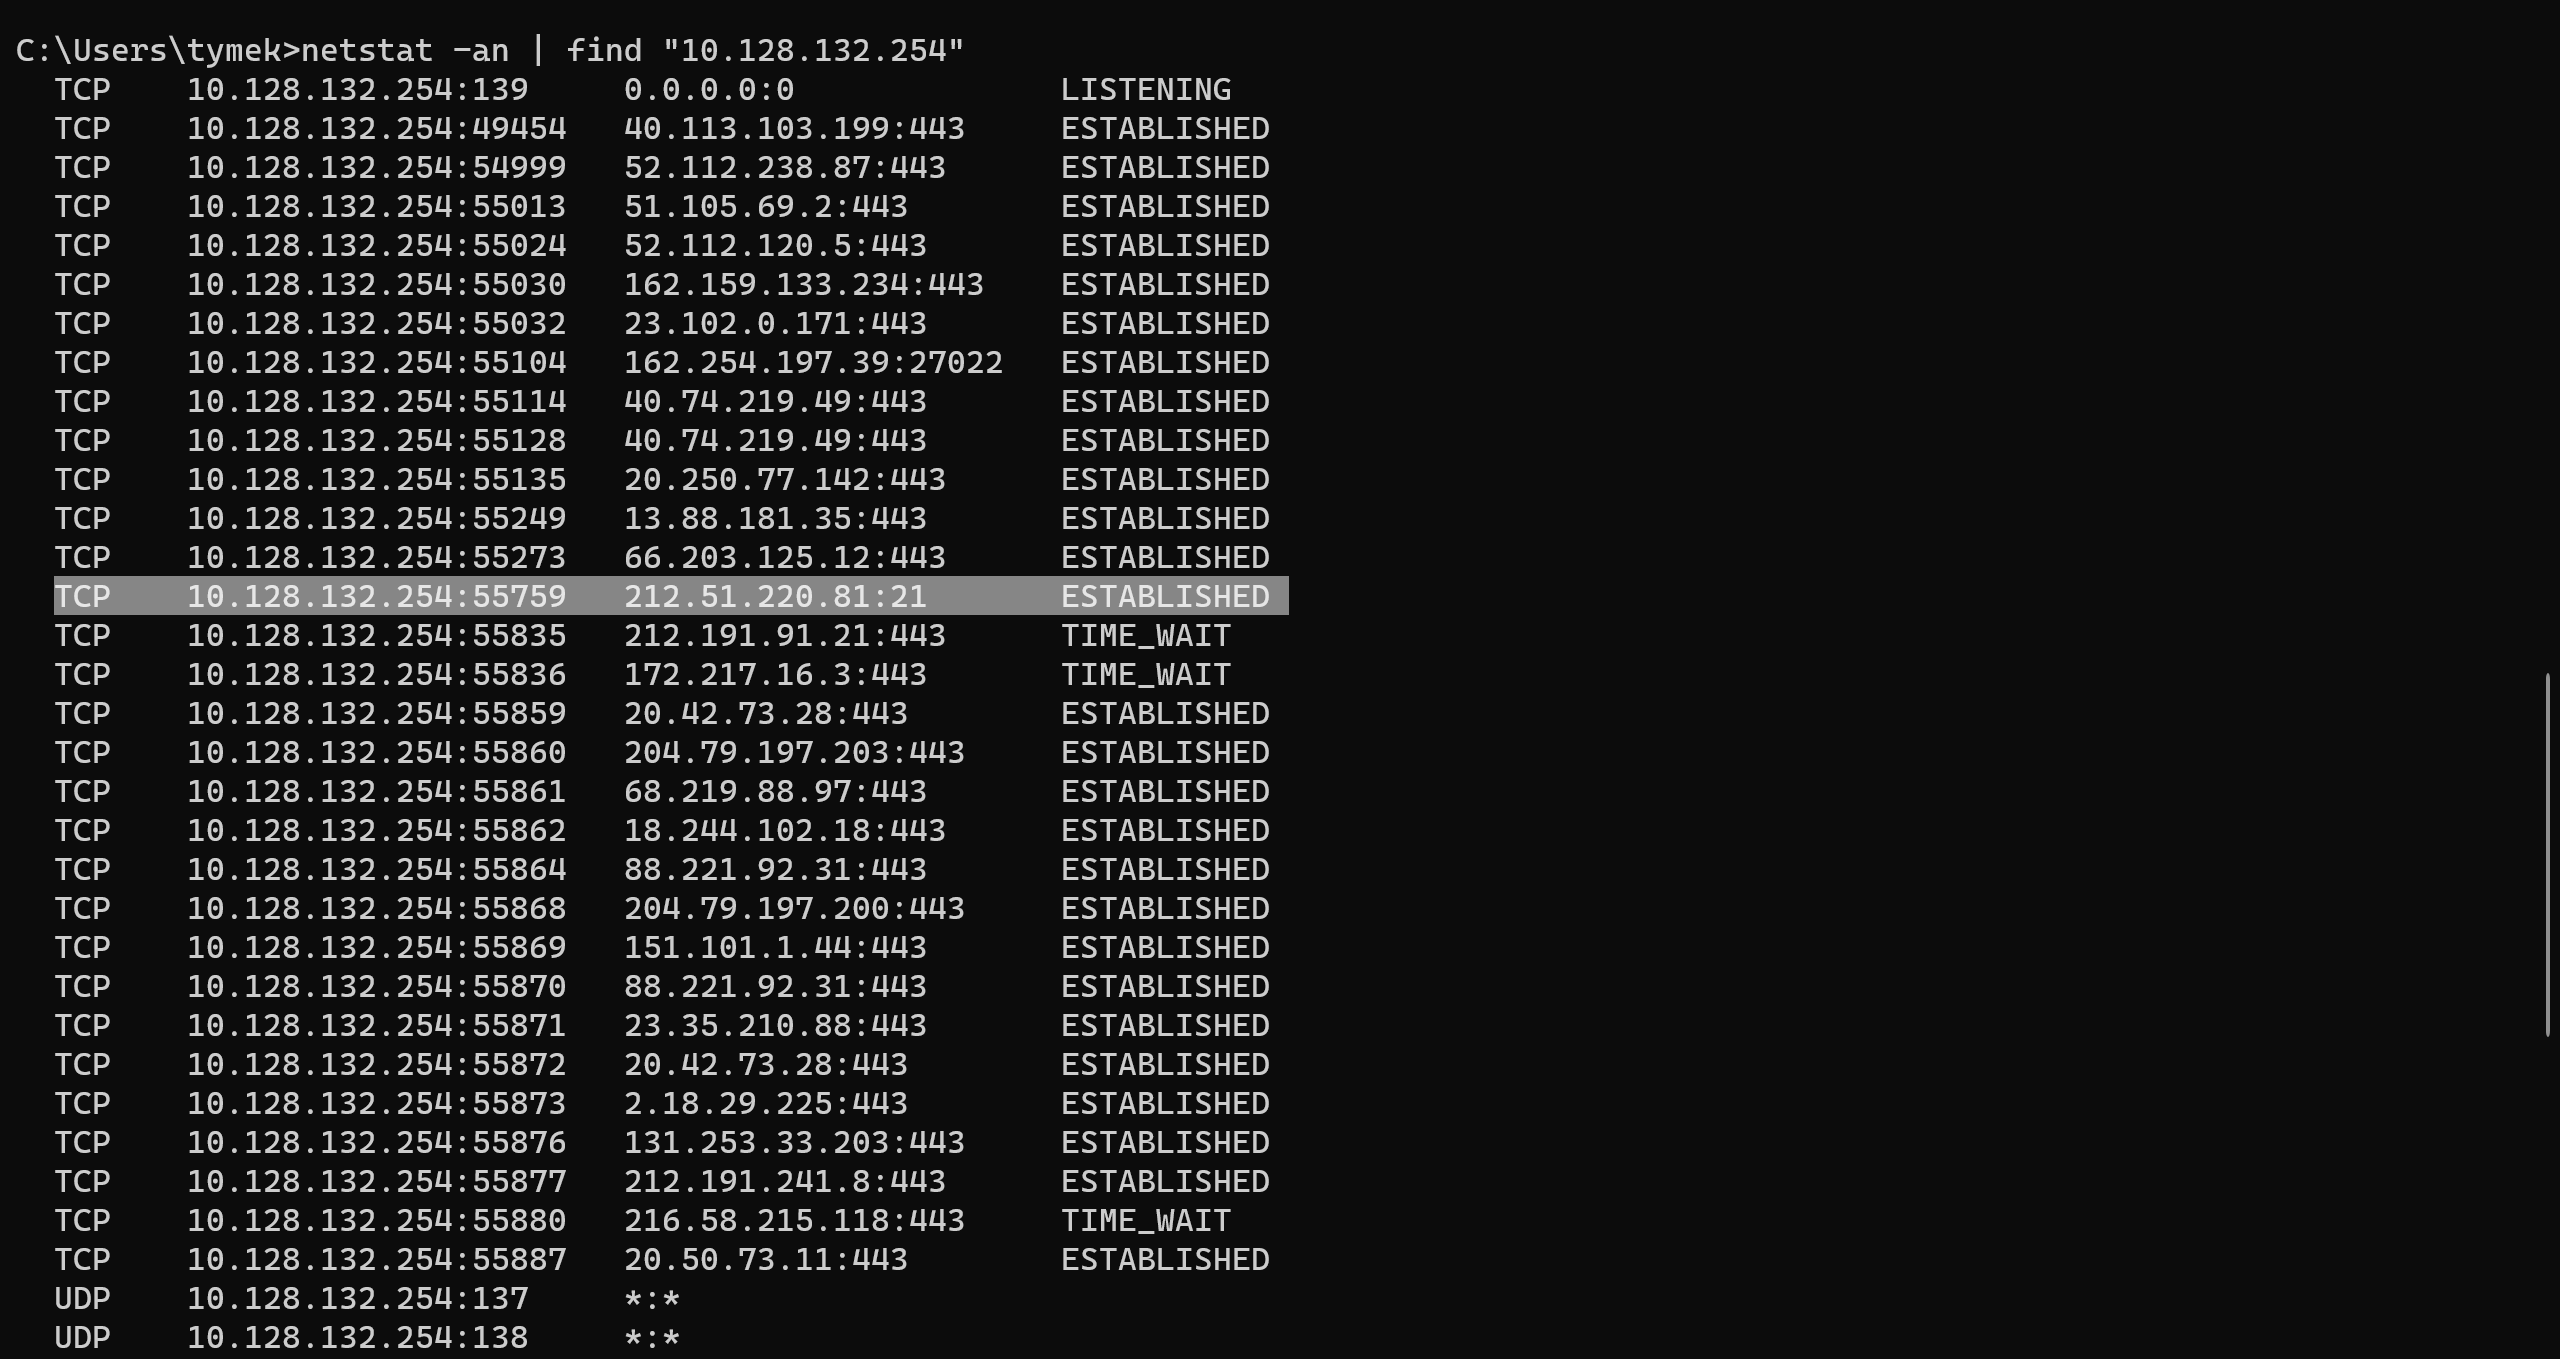 C:\Users\tymek>netstat -an | find "10.128.132.254"
TCP 10.128.132.254:139 0.0.0.0:0 LISTENING
TCP 10.128.132.254:49454 40.113.103.199:443 ESTABLISHED
TCP 10.128.132.254:54999 52.112.238.87:443 ESTABLISHED
TCP 10.128.132.254:55013 51.105.69.2:443 ESTABLISHED
TCP 10.128.132.254:55024 52.112.120.5:443 ESTABLISHED
TCP 10.128.132.254:55030 162.159.133.234:443 ESTABLISHED
TCP 10.128.132.254:55032 23.102.0.171:443 ESTABLISHED
TCP 10.128.132.254:55104 162.254.197.39:27022 ESTABLISHED
TCP 10.128.132.254:55114 40.74.219.49:443 ESTABLISHED
TCP 10.128.132.254:55128 40.74.219.49:443 ESTABLISHED
TCP 10.128.132.254:55135 20.250.77.142:443 ESTABLISHED
TCP 10.128.132.254:55249 13.88.181.35:443 ESTABLISHED
TCP 10.128.132.254:55273 66.203.125.12:443 ESTABLISHED
TCP 10.128.132.254:55759 212.51.220.81:21 ESTABLISHED
TCP 10.128.132.254:55835 212.191.91.21:443 TIME_WAIT
TCP 10.128.132.254:55836 172.217.16.3:443 TIME_WAIT
TCP 10.128.132.254:55859 20.42.73.28:443 ESTABLISHED
TCP 10.128.132.254:55860 204.79.197.203:443 ESTABLISHED
TCP 10.128.132.254:55861 68.219.88.97:443 ESTABLISHED
TCP 10.128.132.254:55862 18.244.102.18:443 ESTABLISHED
TCP 10.128.132.254:55864 88.221.92.31:443 ESTABLISHED
TCP 10.128.132.254:55868 204.79.197.200:443 ESTABLISHED
TCP 10.128.132.254:55869 151.101.1.44:443 ESTABLISHED
TCP 10.128.132.254:55870 88.221.92.31:443 ESTABLISHED
TCP 10.128.132.254:55871 23.35.210.88:443 ESTABLISHED
TCP 10.128.132.254:55872 20.42.73.28:443 ESTABLISHED
TCP 10.128.132.254:55873 2.18.29.225:443 ESTABLISHED
TCP 10.128.132.254:55876 131.253.33.203:443 ESTABLISHED
TCP 10.128.132.254:55877 212.191.241.8:443 ESTABLISHED
TCP 10.128.132.254:55880 216.58.215.118:443 TIME_WAIT
TCP 10.128.132.254:55887 20.50.73.11:443 ESTABLISHED
UDP 10.128.132.254:137 *:*
UDP 10.128.132.254:138 *:*